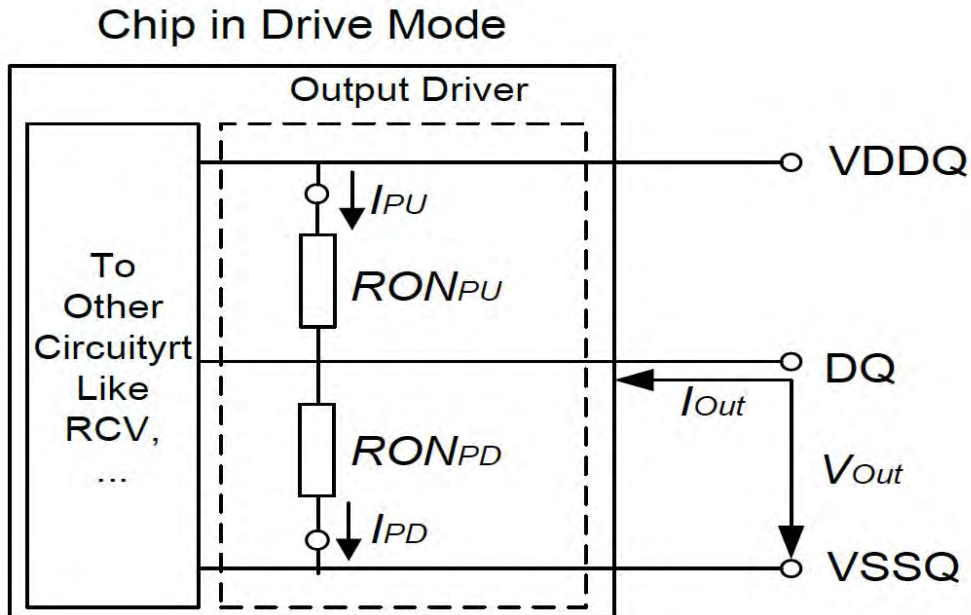 Chip in Drive Mode
Output Driver
To
Other
Circuityrt
Like
RCV,
...
IPU
RONPU
RONPD
IPD
VDDQ
DQ
IOut
VOut
VSSQ